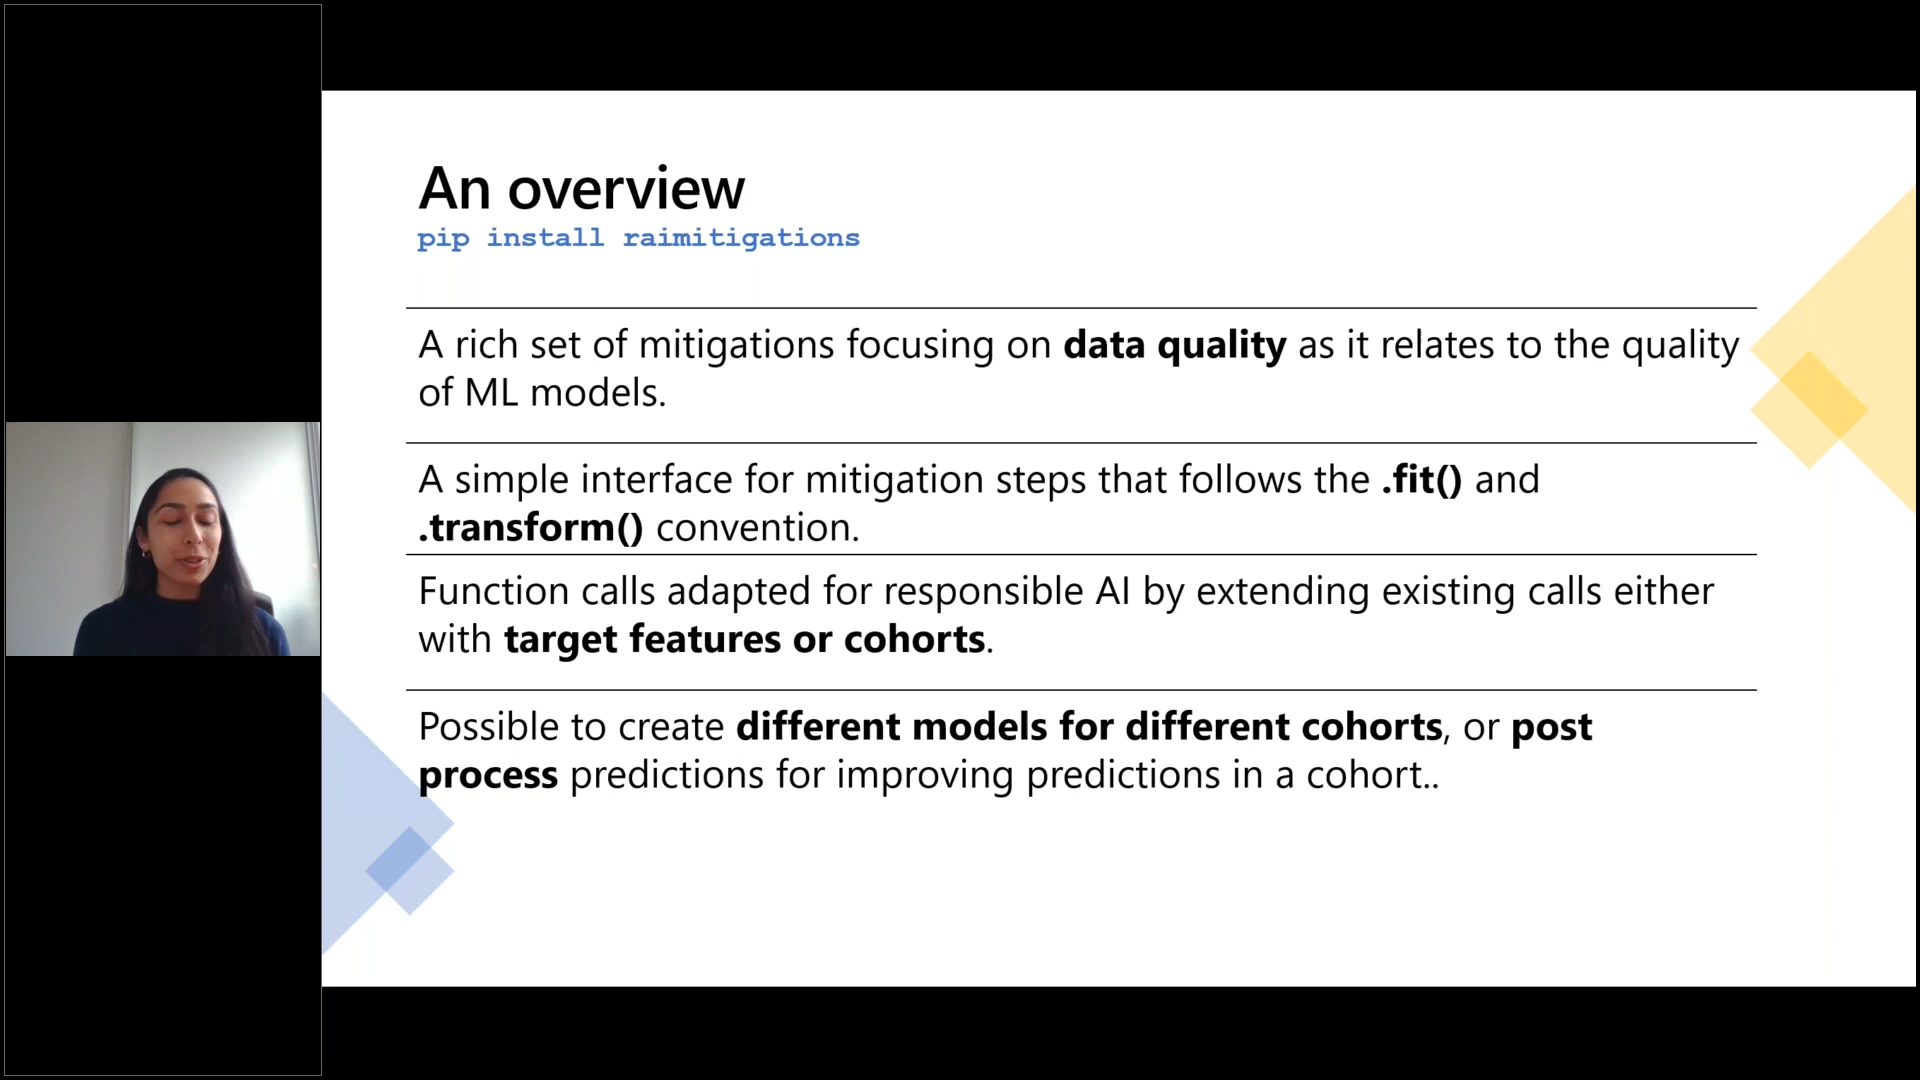 An overview
pip install raimitigations
A rich set of mitigations focusing on data quality as it relates to the quality
of ML models.
A simple interface for mitigation steps that follows the .fit() and
.transform() convention.
Function calls adapted for responsible AI by extending existing calls either
with target features or cohorts.
Possible to create different models for different cohorts, or post
process predictions for improving predictions in a cohort..